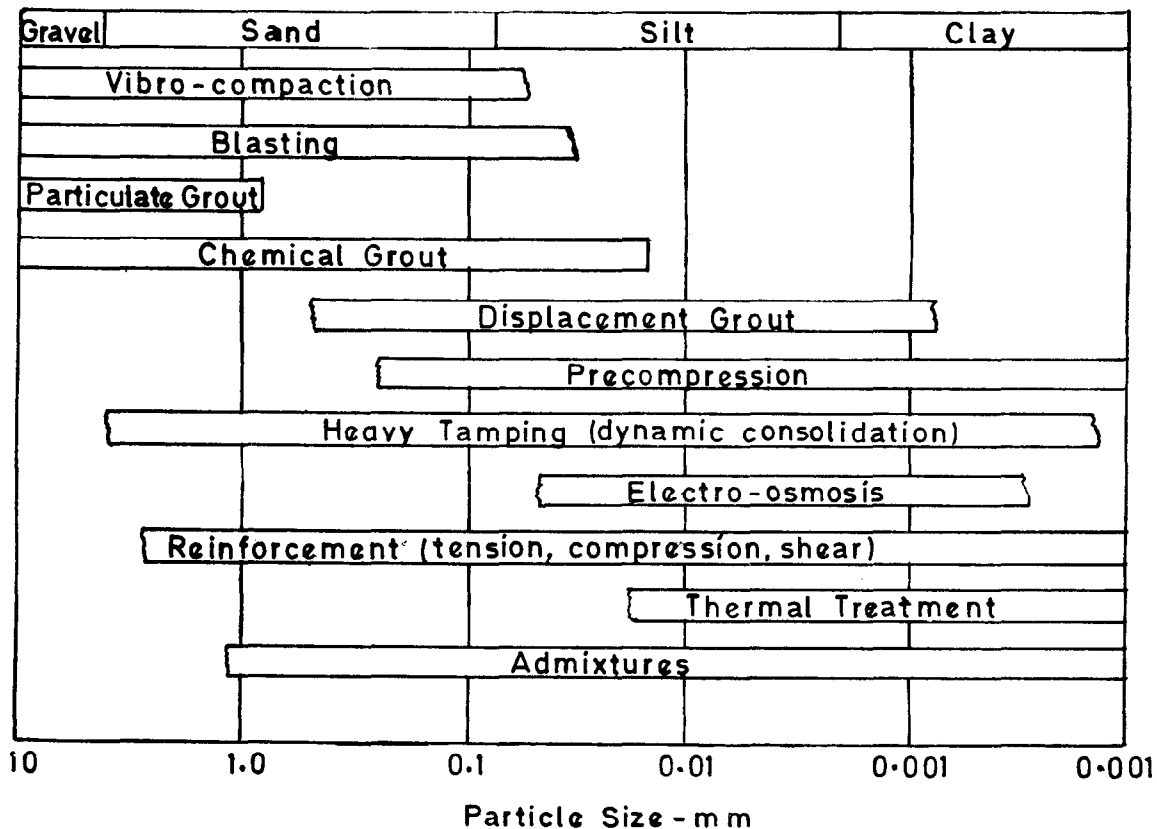 Gravel Sand Silt Clay
Vibro-compaction
Blasting
Particulate Grout
Chemical Grout
Displacement Grout
Precompression
Heavy Tamping (dynamic consolidation)
Electro-osmosis
Reinforcement (tension, compression, shear)
Thermal Treatment
Admixtures
10 1.0 0.1 0.01 0.001 0.001
Particle Size - mm